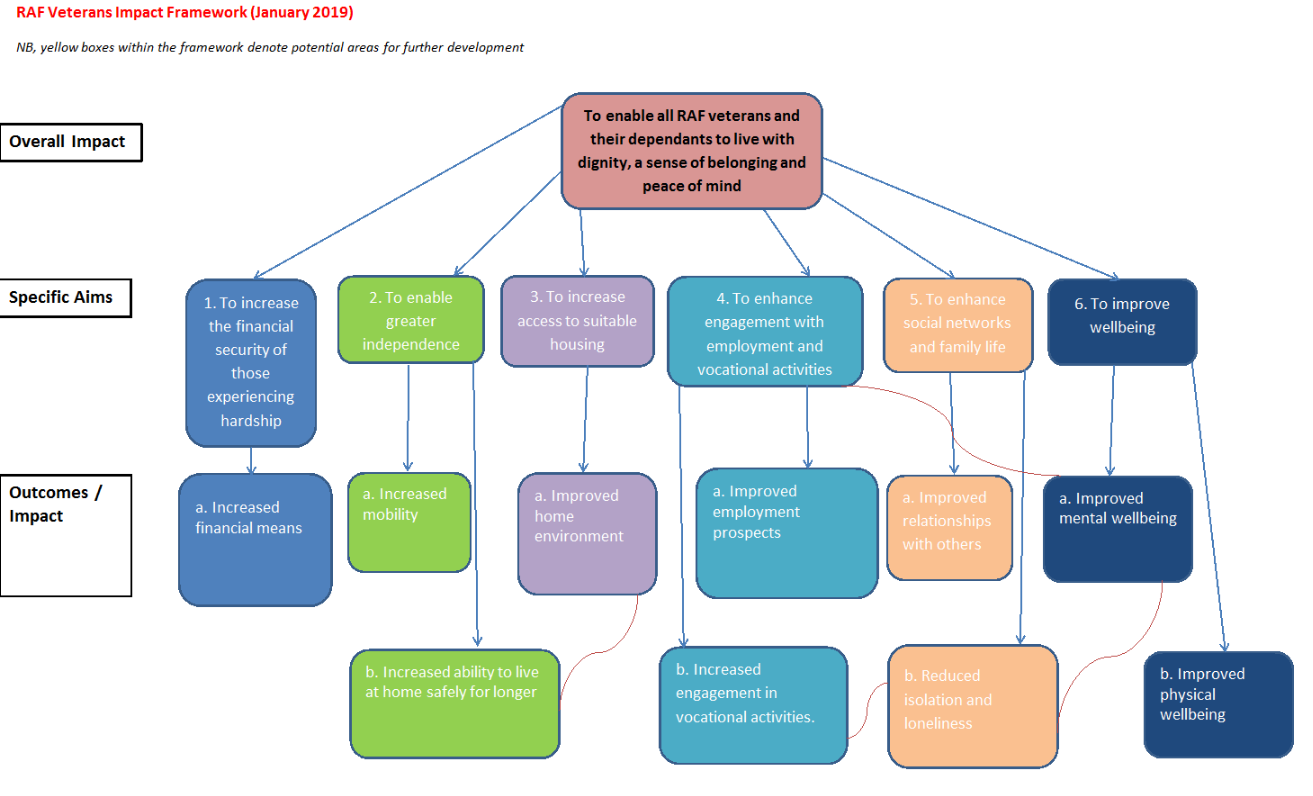 RAF Veterans Impact Framework (January 2019)
NB, yellow boxes within the framework denote potential areas for further development
Overall Impact
To enable all RAF veterans and
their dependants to live with
dignity, a sense of belonging and
peace of mind
Specific Aims
1. To increase
the financial
security of
those
experiencing
hardship
2. To enable
greater
independence
3. To increase
access to suitable
housing
4. To enhance
engagement with
employment and
vocational activities
5. To enhance
social networks
and family life
6. To improve
wellbeing
Outcomes /
Impact
a. Increased
financial means
a. Increased
mobility
a. Improved
home
environment
a. Improved
employment
prospects
a. Improved
relationships
with others
a. Improved
mental wellbeing
b. Increased ability to live
at home safely for longer
b. Increased
engagement in
vocational activities.
b. Reduced
isolation and
loneliness
b. Improved
physical
wellbeing